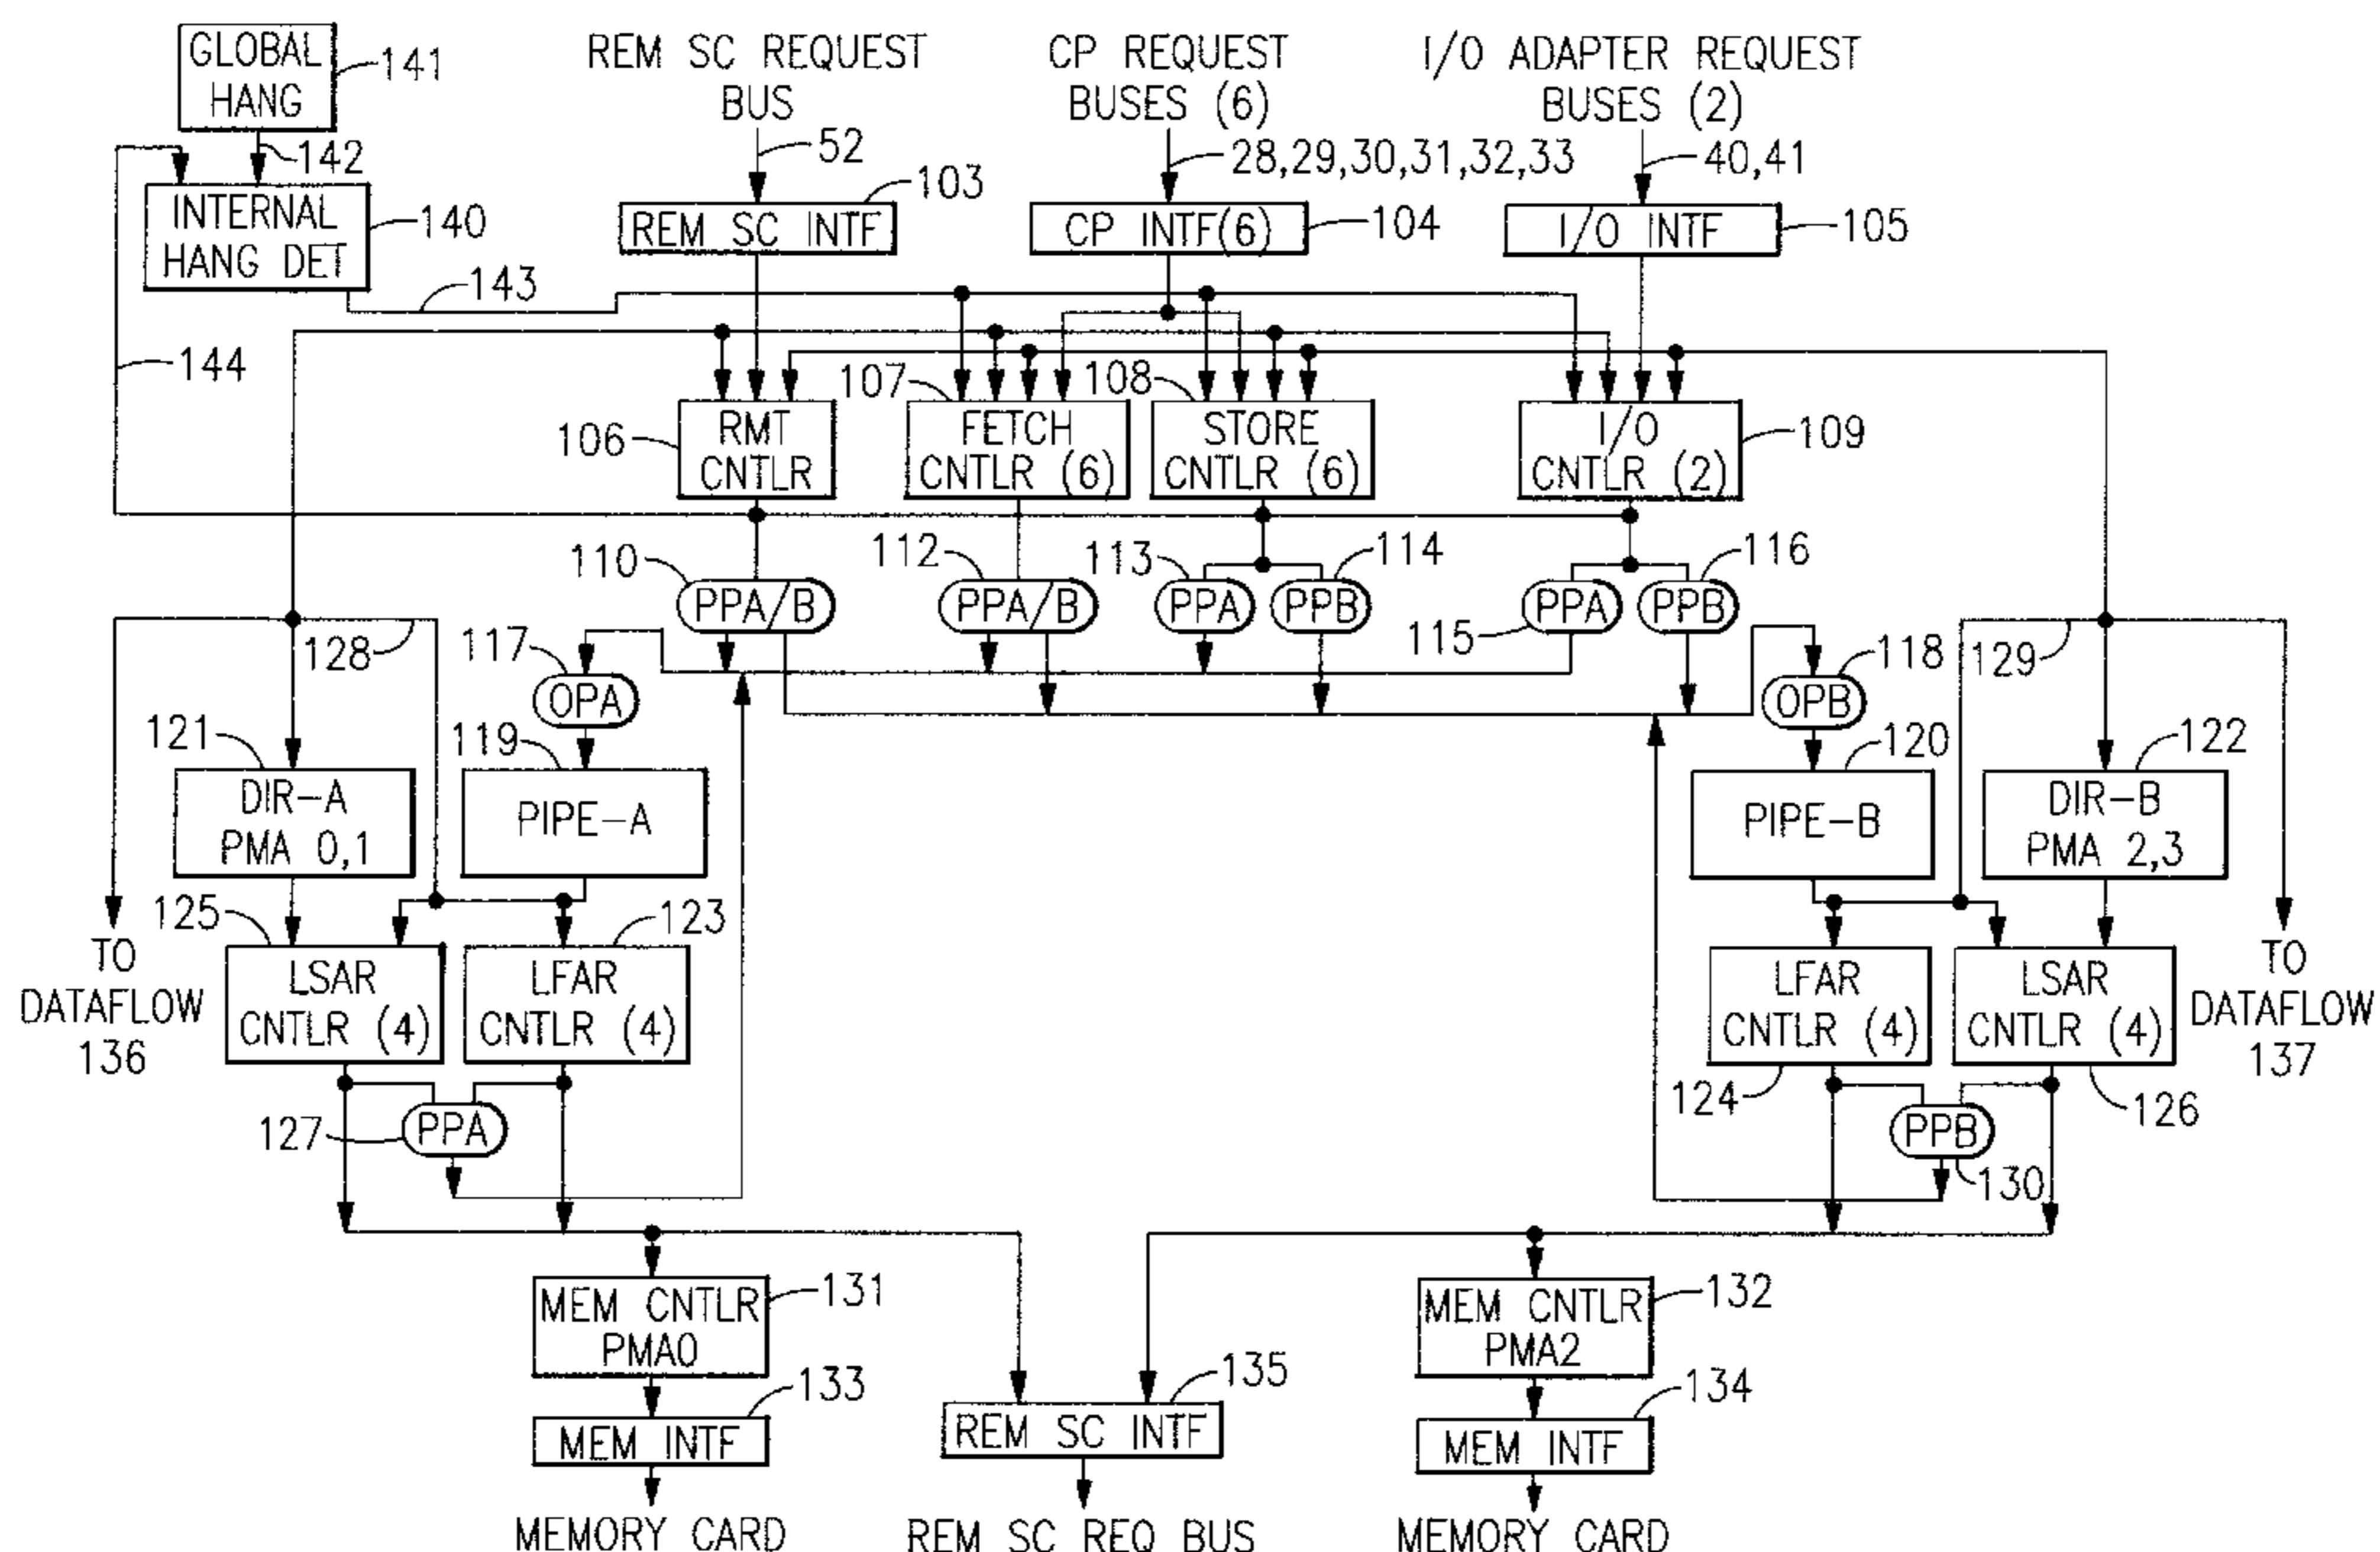 GLOBAL
HANG
141
REM SC REQUEST
BUS
CP REQUEST
BUSES (6)
I/O ADAPTER REQUEST
BUSES (2)
142
52
28,29,30,31,32,33
40,41
INTERNAL
HANG DET
140
103
REM SC INTF
CP INTF(6)
104
I/O INTF
105
143
144
107
108
106
RMT
CNTLR
FETCH
CNTLR (6)
STORE
CNTLR (6)
I/O
CNTLR (2)
109
110
112
113
114
116
PPA/B
PPA/B
PPA
PPB
PPA
PPB
115
128
117
OPA
129
118
OPB
121
119
120
122
DIR-A
PMA 0,1
PIPE-A
PIPE-B
DIR-B
PMA 2,3
125
123
TO
DATAFLOW
136
LSAR
CNTLR (4)
LFAR
CNTLR (4)
LFAR
CNTLR (4)
LSAR
CNTLR (4)
TO
DATAFLOW
137
127
PPA
124
PPB
126
130
MEM CNTLR
PMA0
131
MEM CNTLR
PMA2
132
133
135
134
MEM INTF
REM SC INTF
MEM INTF
MEMORY CARD
REM SC REQ BUS
MEMORY CARD